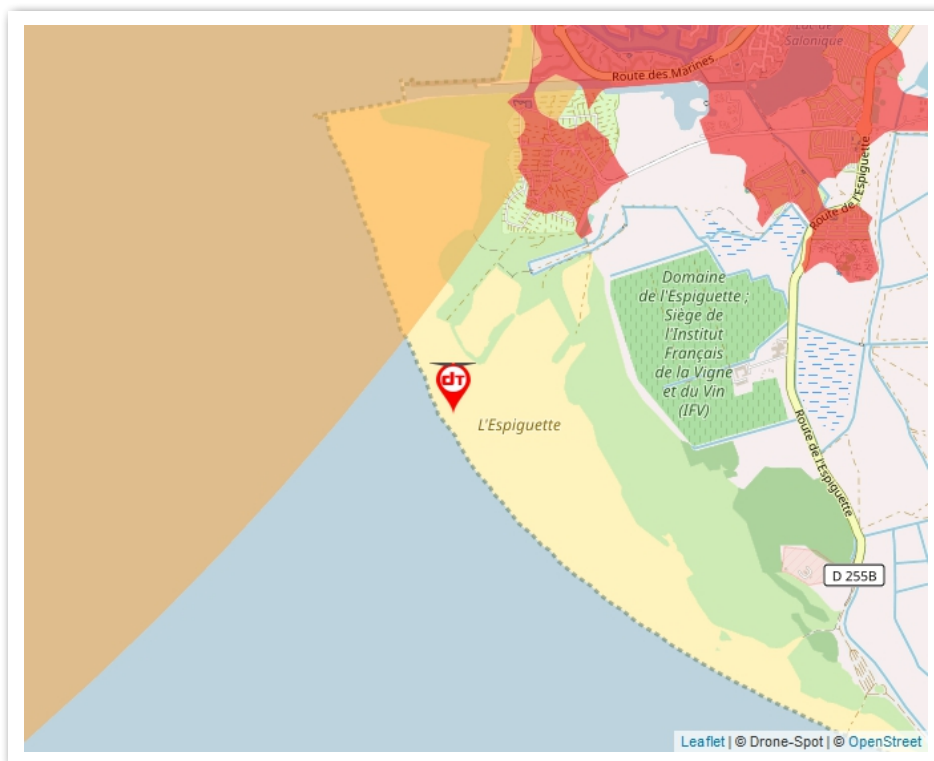 Lac de
Salonique
Route des Marines
Route de l'Espiguette
Domaine
de l'Espiguette ;
Siège de
l'Institut
Français
de la Vigne
et du Vin
(IFV)
dT
L'Espiguette
Route de l'Espiguette
D 255B
Leaflet | © Drone-Spot | © OpenStreet